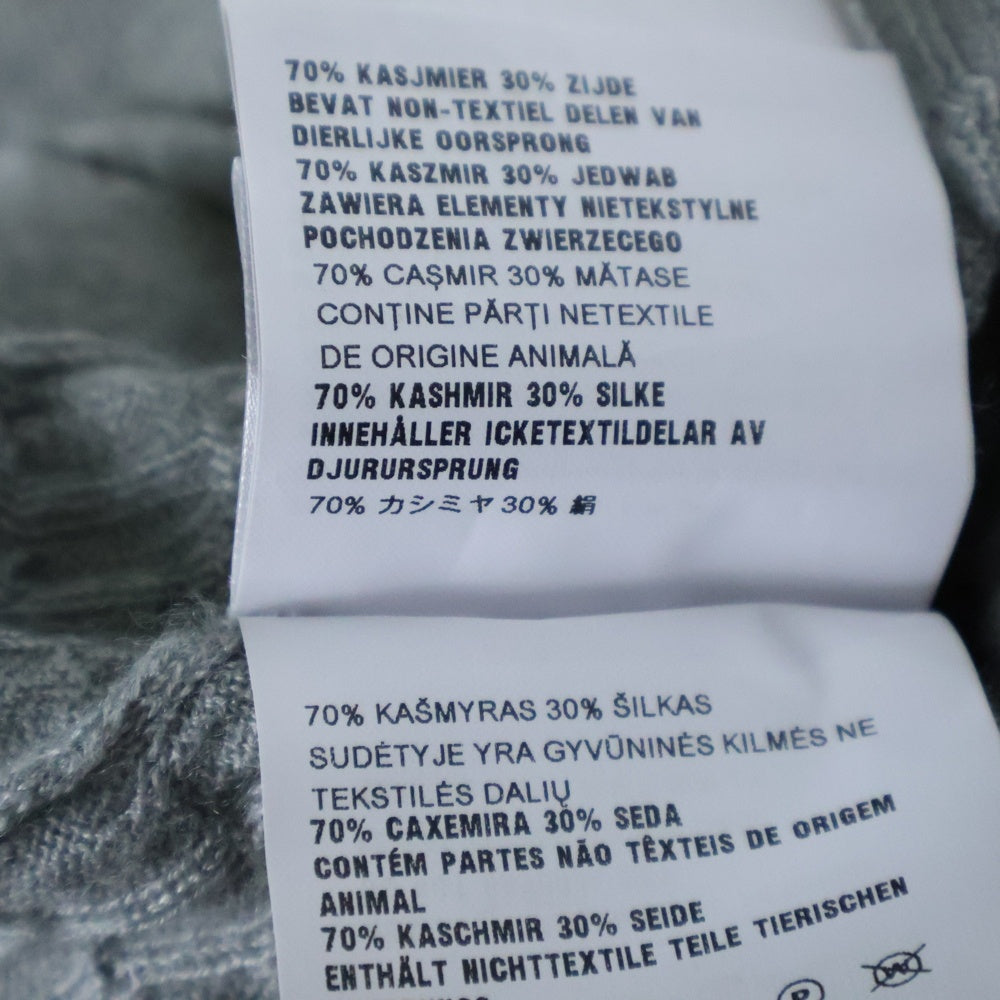 70% KASJMIER 30% ZIJDE
BEVAT NON-TEXTIEL DELEN VAN
DIERLIJKE OORSPRONG
70% KASZMIR 30% JEDWAB
ZAWIERA ELEMENTY NIETEKSTYLNE
POCHODZENIA ZWIERZECEGO
70% CAȘMIR 30% MĂTASE
CONȚINE PĂRȚI NETEXTILE
DE ORIGINE ANIMALĂ
70% KASHMIR 30% SILKE
INNEHÅLLER ICKETEXTILDELAR AV
DJURURSPRUNG
70% カシミヤ 30% 絹
70% KAŠMYRAS 30% ŠILKAS
SUDĖTYJE YRA GYVŪNINĖS KILMĖS NE
TEKSTILĖS DALIŲ
70% CAXEMIRA 30% SEDA
CONTÉM PARTES NÃO TÊXTEIS DE ORIGEM
ANIMAL
70% KASCHMIR 30% SEIDE
ENTHÄLT NICHTTEXTILE TEILE TIERISCHEN
P